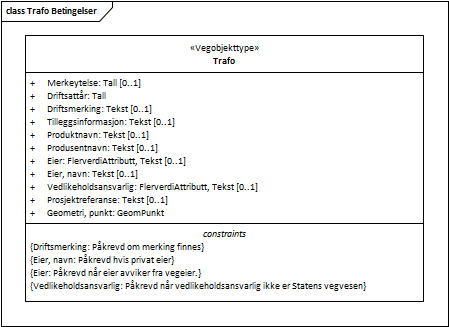 class Trafo Betingelser
«Vegobjekttype»
Trafo
+ Merkeytelse: Tall [0..1]
+ Driftsattår: Tall
+ Driftsmerking: Tekst [0..1]
+ Tilleggsinformasjon: Tekst [0..1]
+ Produktnavn: Tekst [0..1]
+ Produsentnavn: Tekst [0..1]
+ Eier: FlerverdiAttributt, Tekst [0..1]
+ Eier, navn: Tekst [0..1]
+ Vedlikeholdsansvarlig: FlerverdiAttributt, Tekst [0..1]
+ Prosjektreferanse: Tekst [0..1]
+ Geometri, punkt: GeomPunkt
constraints
{Driftsmerking: Påkrevd om merking finnes}
{Eier, navn: Påkrevd hvis privat eier}
{Eier: Påkrevd når eier avviker fra vegeier.}
{Vedlikeholdsansvarlig: Påkrevd når vedlikeholdsansvarlig ikke er Statens vegvesen}